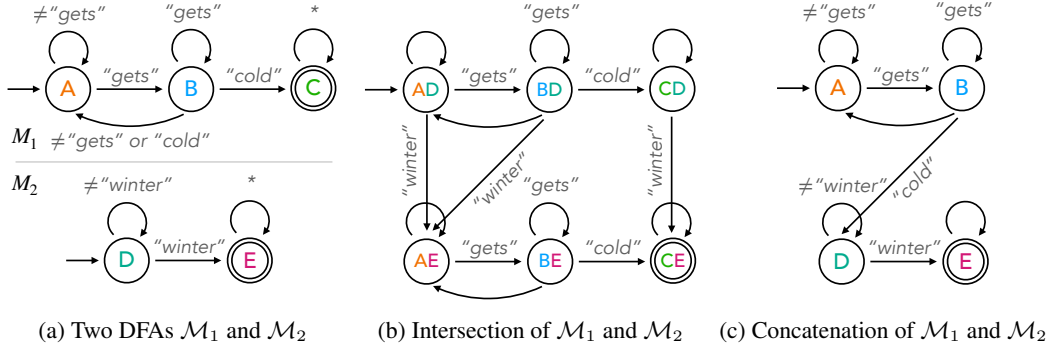 ≠“gets”
“gets”
*
A
“gets”
B
“cold”
C
M1
≠“gets” or “cold”
M2
≠“winter”
*
D
“winter”
E
(a) Two DFAs M1 and M2
“gets”
AD
“gets”
BD
“cold”
CD
“winter”
“winter”
“winter”
“gets”
AE
“gets”
BE
“cold”
CE
(b) Intersection of M1 and M2
≠“gets”
“gets”
A
“gets”
B
≠“winter”
“cold”
D
“winter”
E
(c) Concatenation of M1 and M2